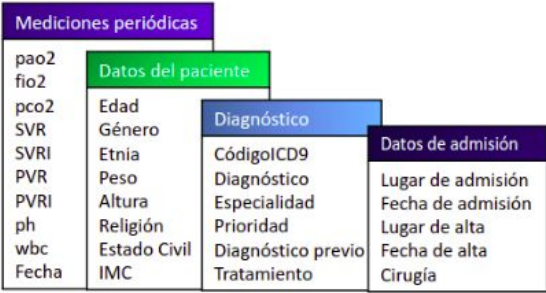 Mediciones periódicas
pao2
fio2
pco2
SVR
SVRI
PVR
PVRI
ph
wbc
Fecha
Datos del paciente
Edad
Género
Etnia
Peso
Altura
Religión
Estado Civil
IMC
Diagnóstico
CódigoICD9
Diagnóstico
Especialidad
Prioridad
Diagnóstico previo
Tratamiento
Datos de admisión
Lugar de admisión
Fecha de admisión
Lugar de alta
Fecha de alta
Cirugía